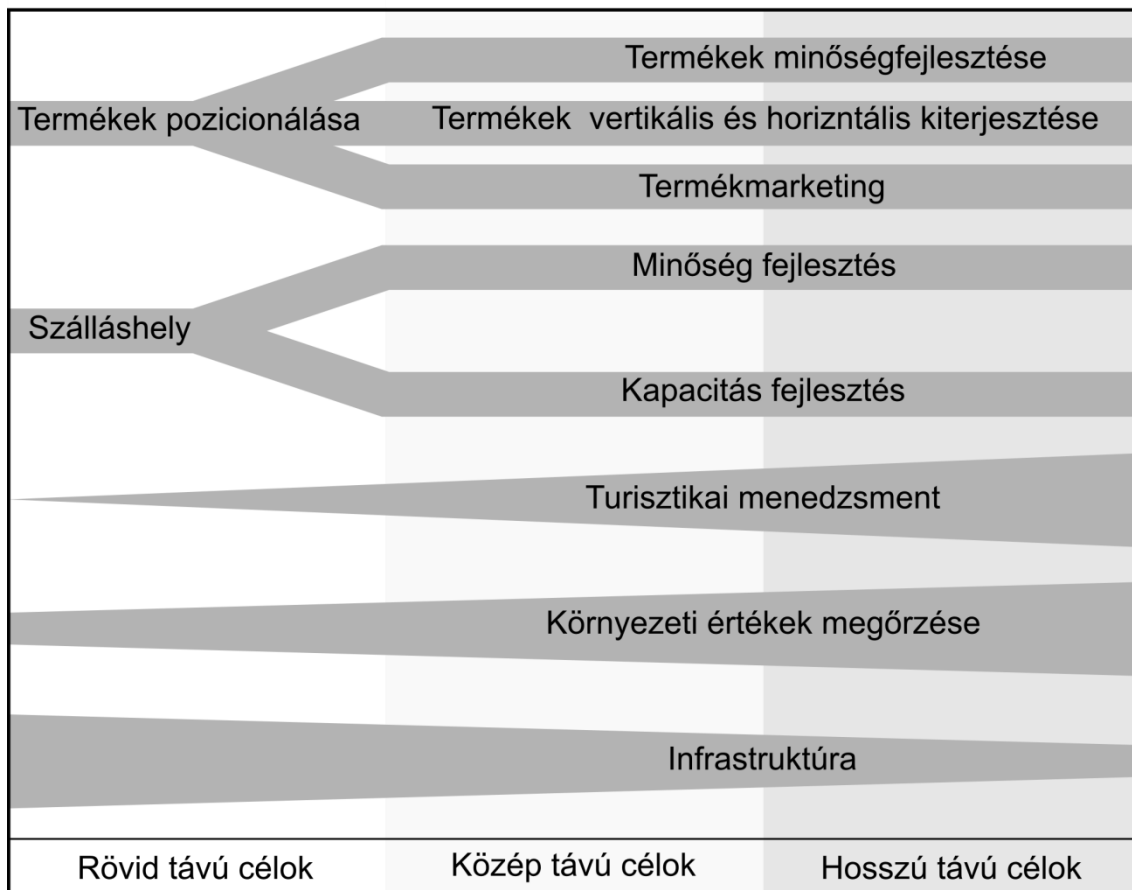 Termékek minőségfejlesztése
Termékek pozicionálása
Termékek vertikális és horizntális kiterjesztése
Termékmarketing
Minőség fejlesztés
Szálláshely
Kapacitás fejlesztés
Turisztikai menedzsment
Környezeti értékek megőrzése
Infrastruktúra
Rövid távú célok
Közép távú célok
Hosszú távú célok